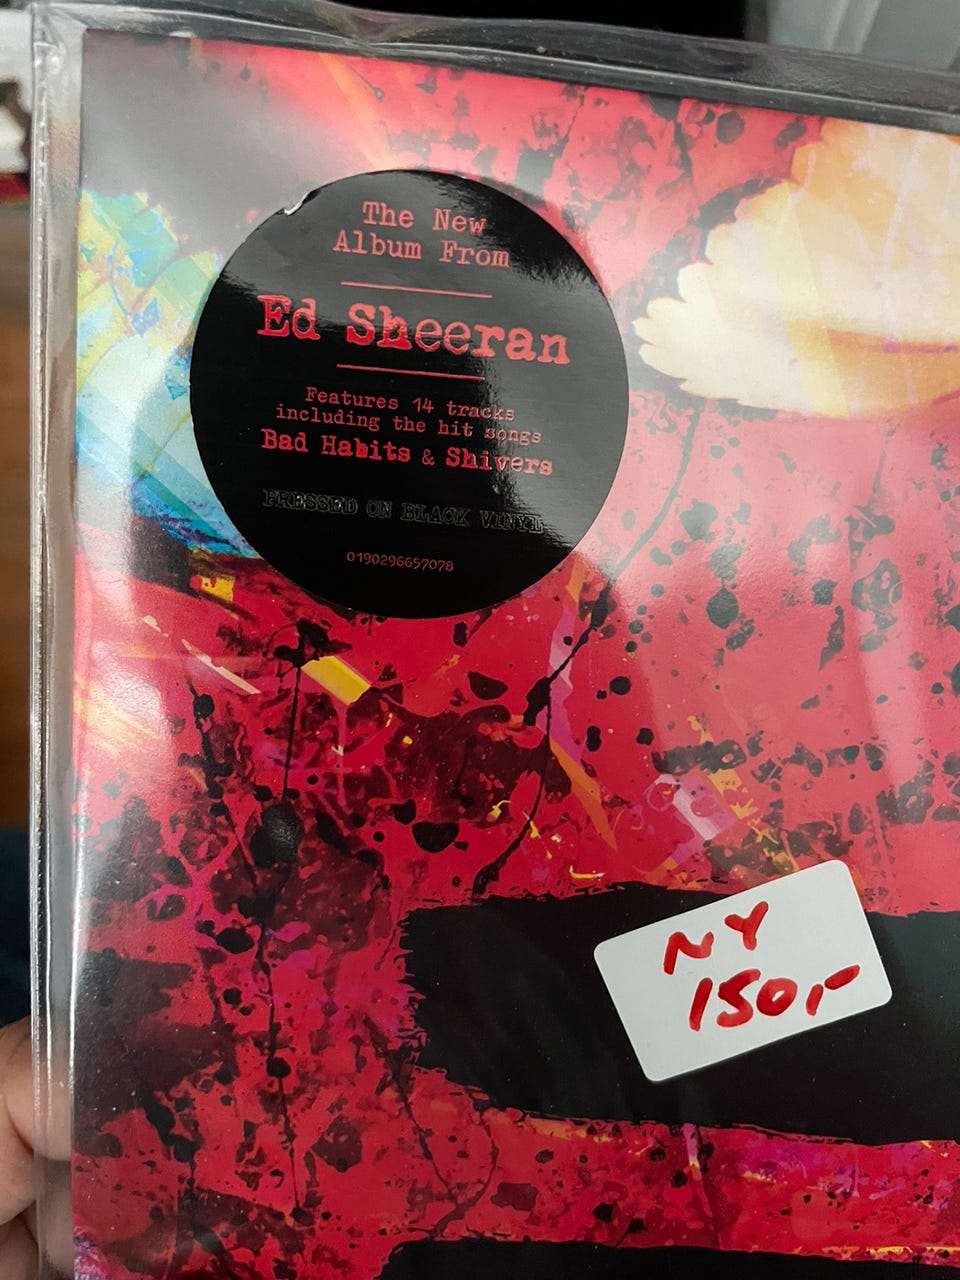 The New
Album From
Ed Sheeran
Features 14 tracks
including the hit songs
Bad Habits & Shivers
PRESSED ON BLACK VINYL
0190296657078
NY
150,-